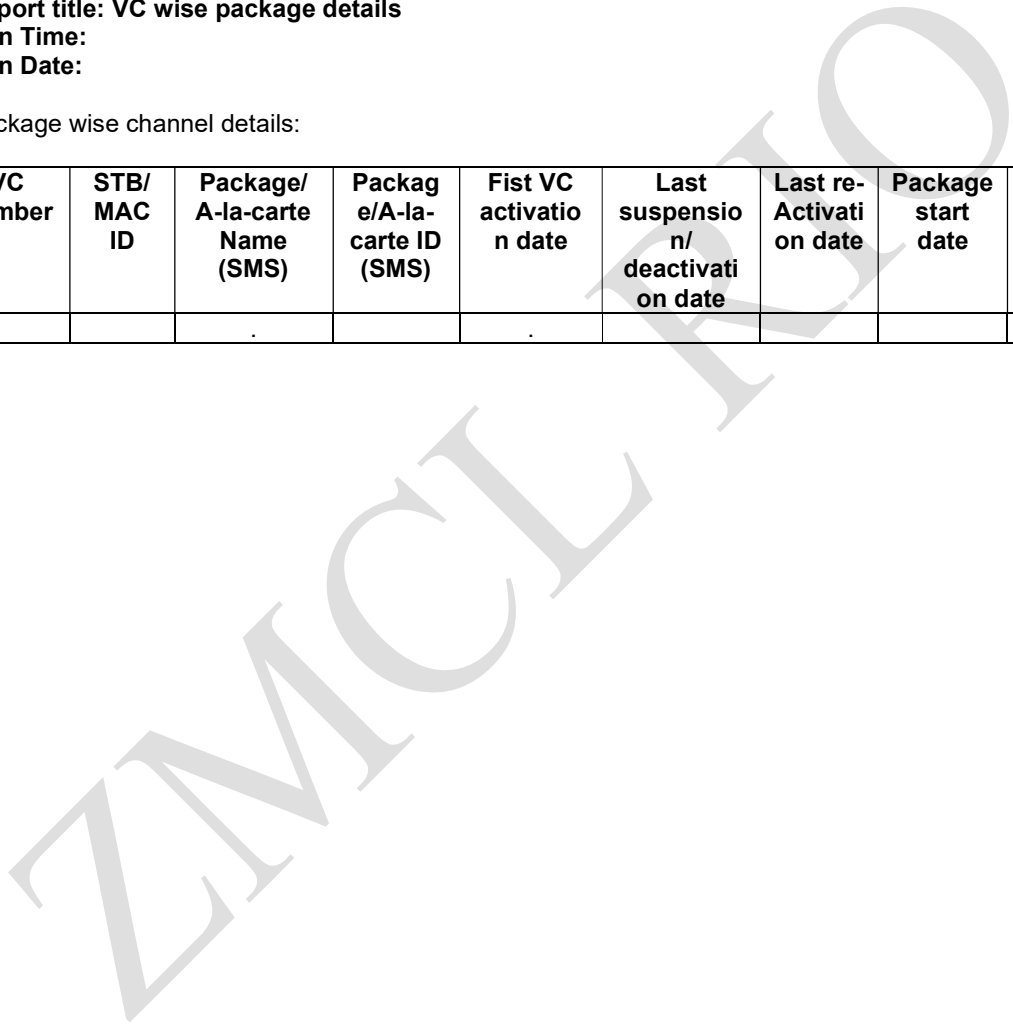 port title: VC wise package details
n Time:
n Date:
ckage wise channel details:
VC mber | STB/ MAC ID | Package/ A-la-carte Name (SMS) | Packag e/A-la- carte ID (SMS) | Fist VC activatio n date | Last suspensio n/ deactivati on date | Last re- Activati on date | Package start date
. .
ZMCL RIO